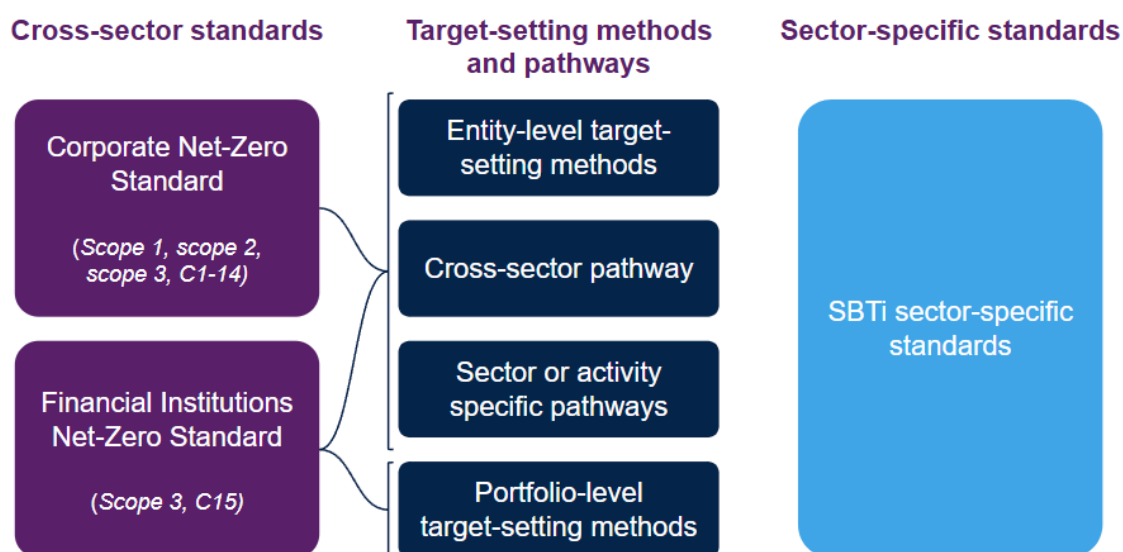 Cross-sector standards
Target-setting methods
and pathways
Sector-specific standards
Corporate Net-Zero
Standard
(Scope 1, scope 2,
scope 3, C1-14)
Financial Institutions
Net-Zero Standard
(Scope 3, C15)
Entity-level target-
setting methods
Cross-sector pathway
Sector or activity
specific pathways
Portfolio-level
target-setting methods
SBTi sector-specific
standards